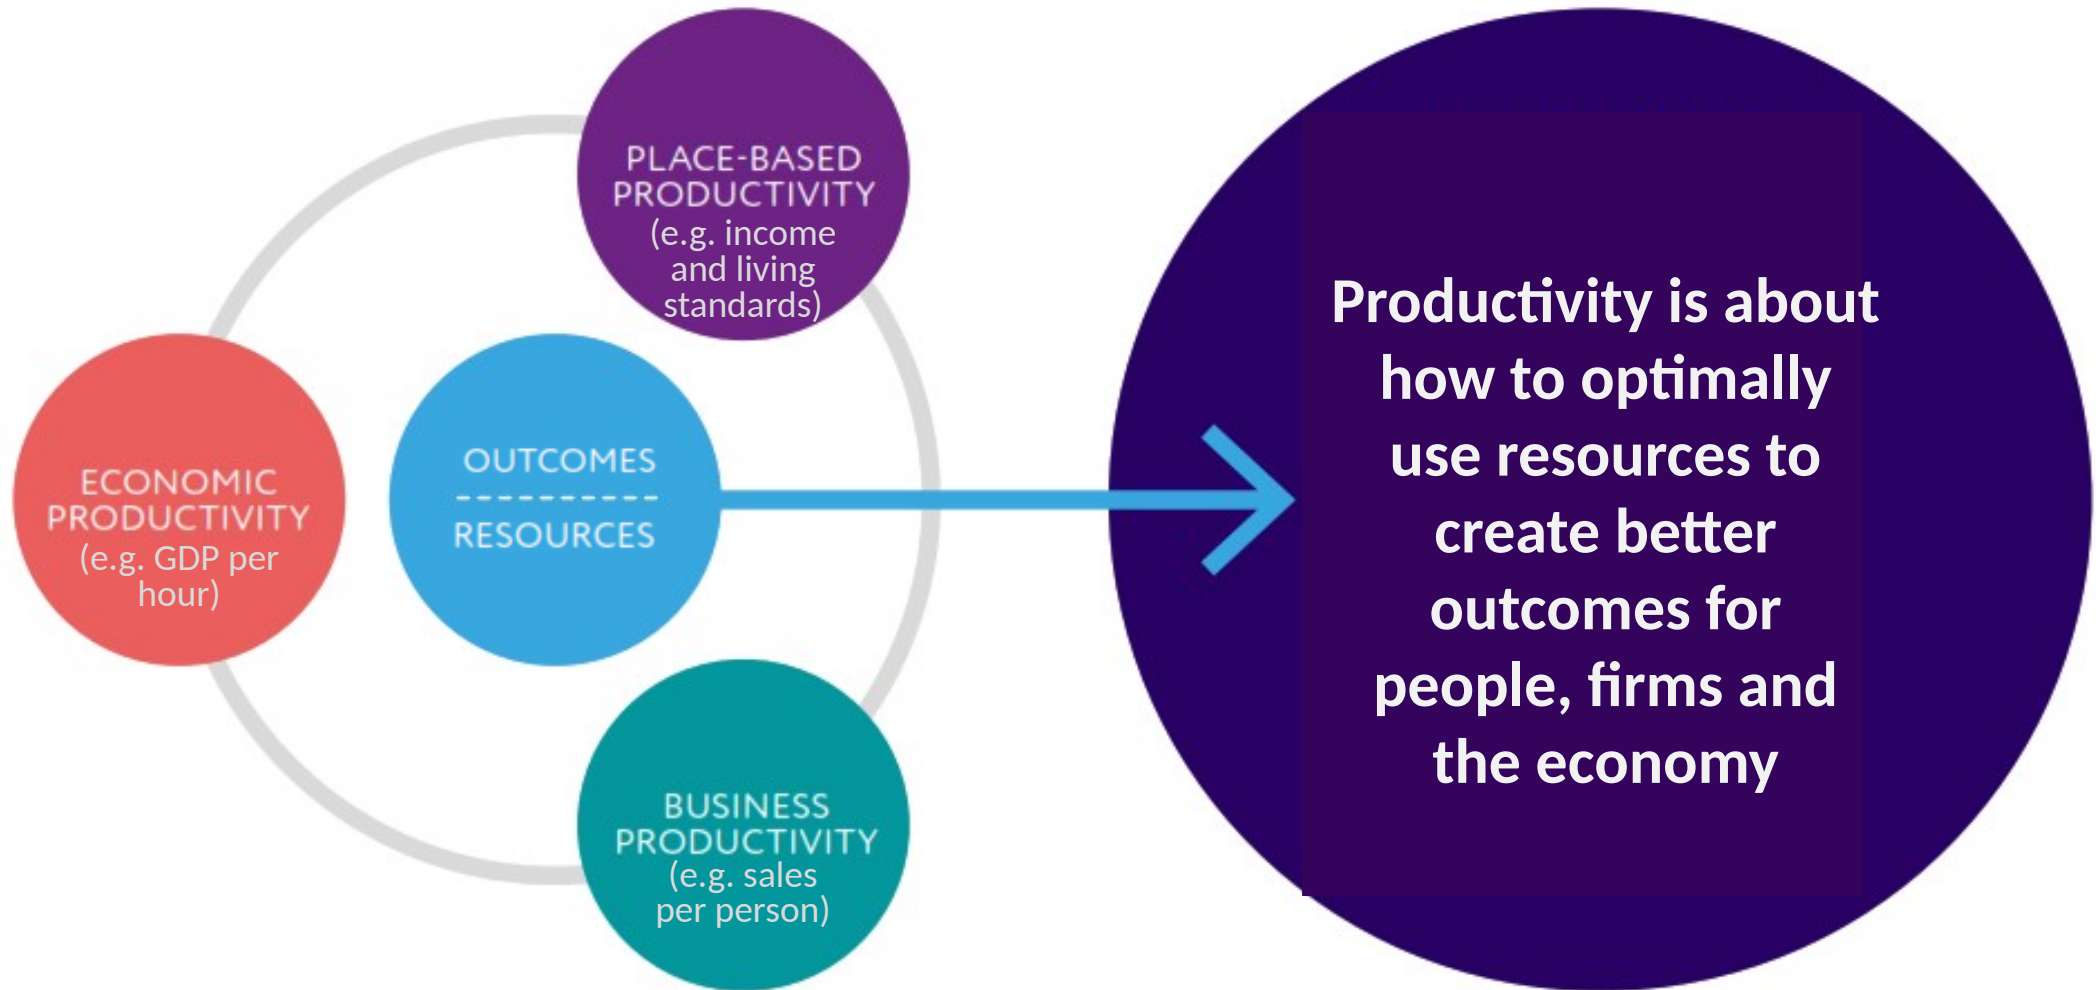 PLACE-BASED
PRODUCTIVITY
(e.g. income
and living
standards)
ECONOMIC
PRODUCTIVITY
(e.g. GDP per
hour)
OUTCOMES
RESOURCES
BUSINESS
PRODUCTIVITY
(e.g. sales
per person)
Productivity is about
how to optimally
use resources to
create better
outcomes for
people, firms and
the economy